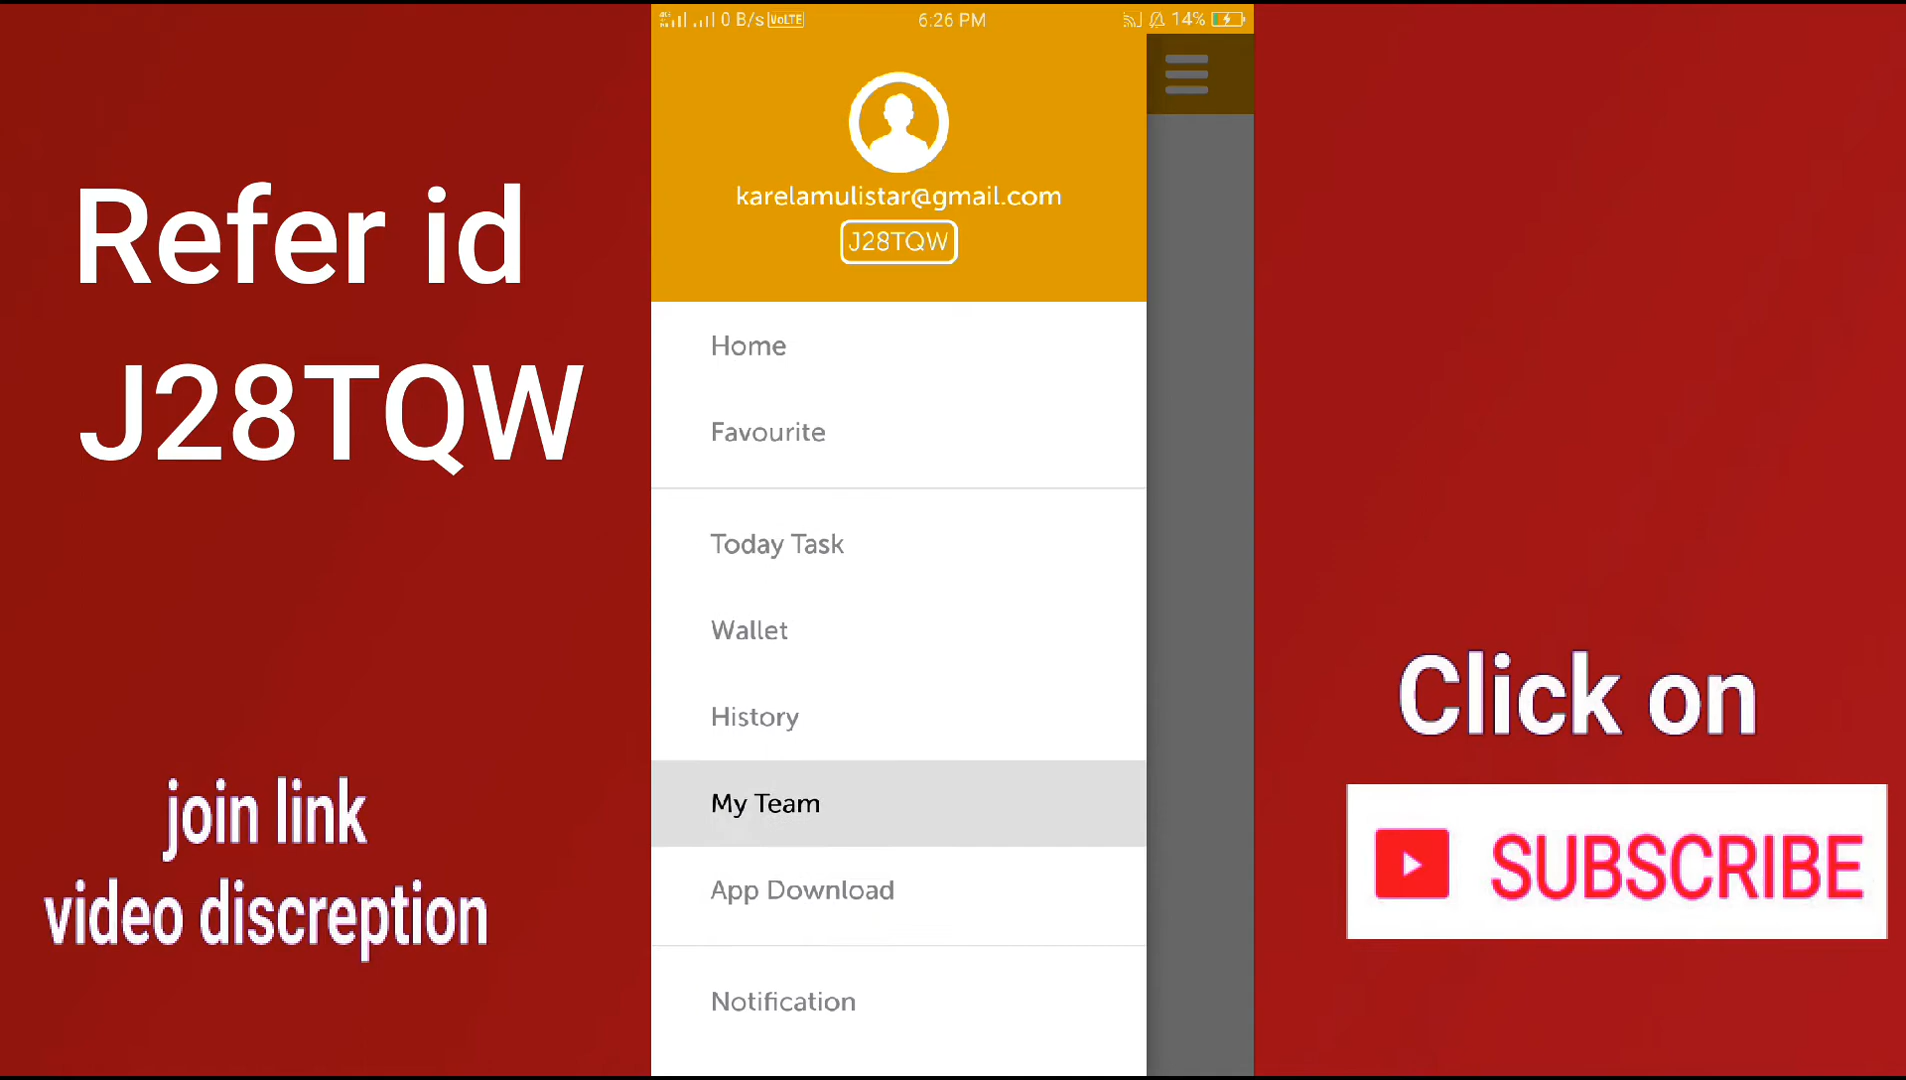 0 B/s VoLTE 6:26 PM 14%
karelamulistar@gmail.com
J28TQW
Home
Favourite
Today Task
Wallet
History
My Team
App Download
Notification
Refer id
J28TQW
join link
video discreption
Click on
SUBSCRIBE